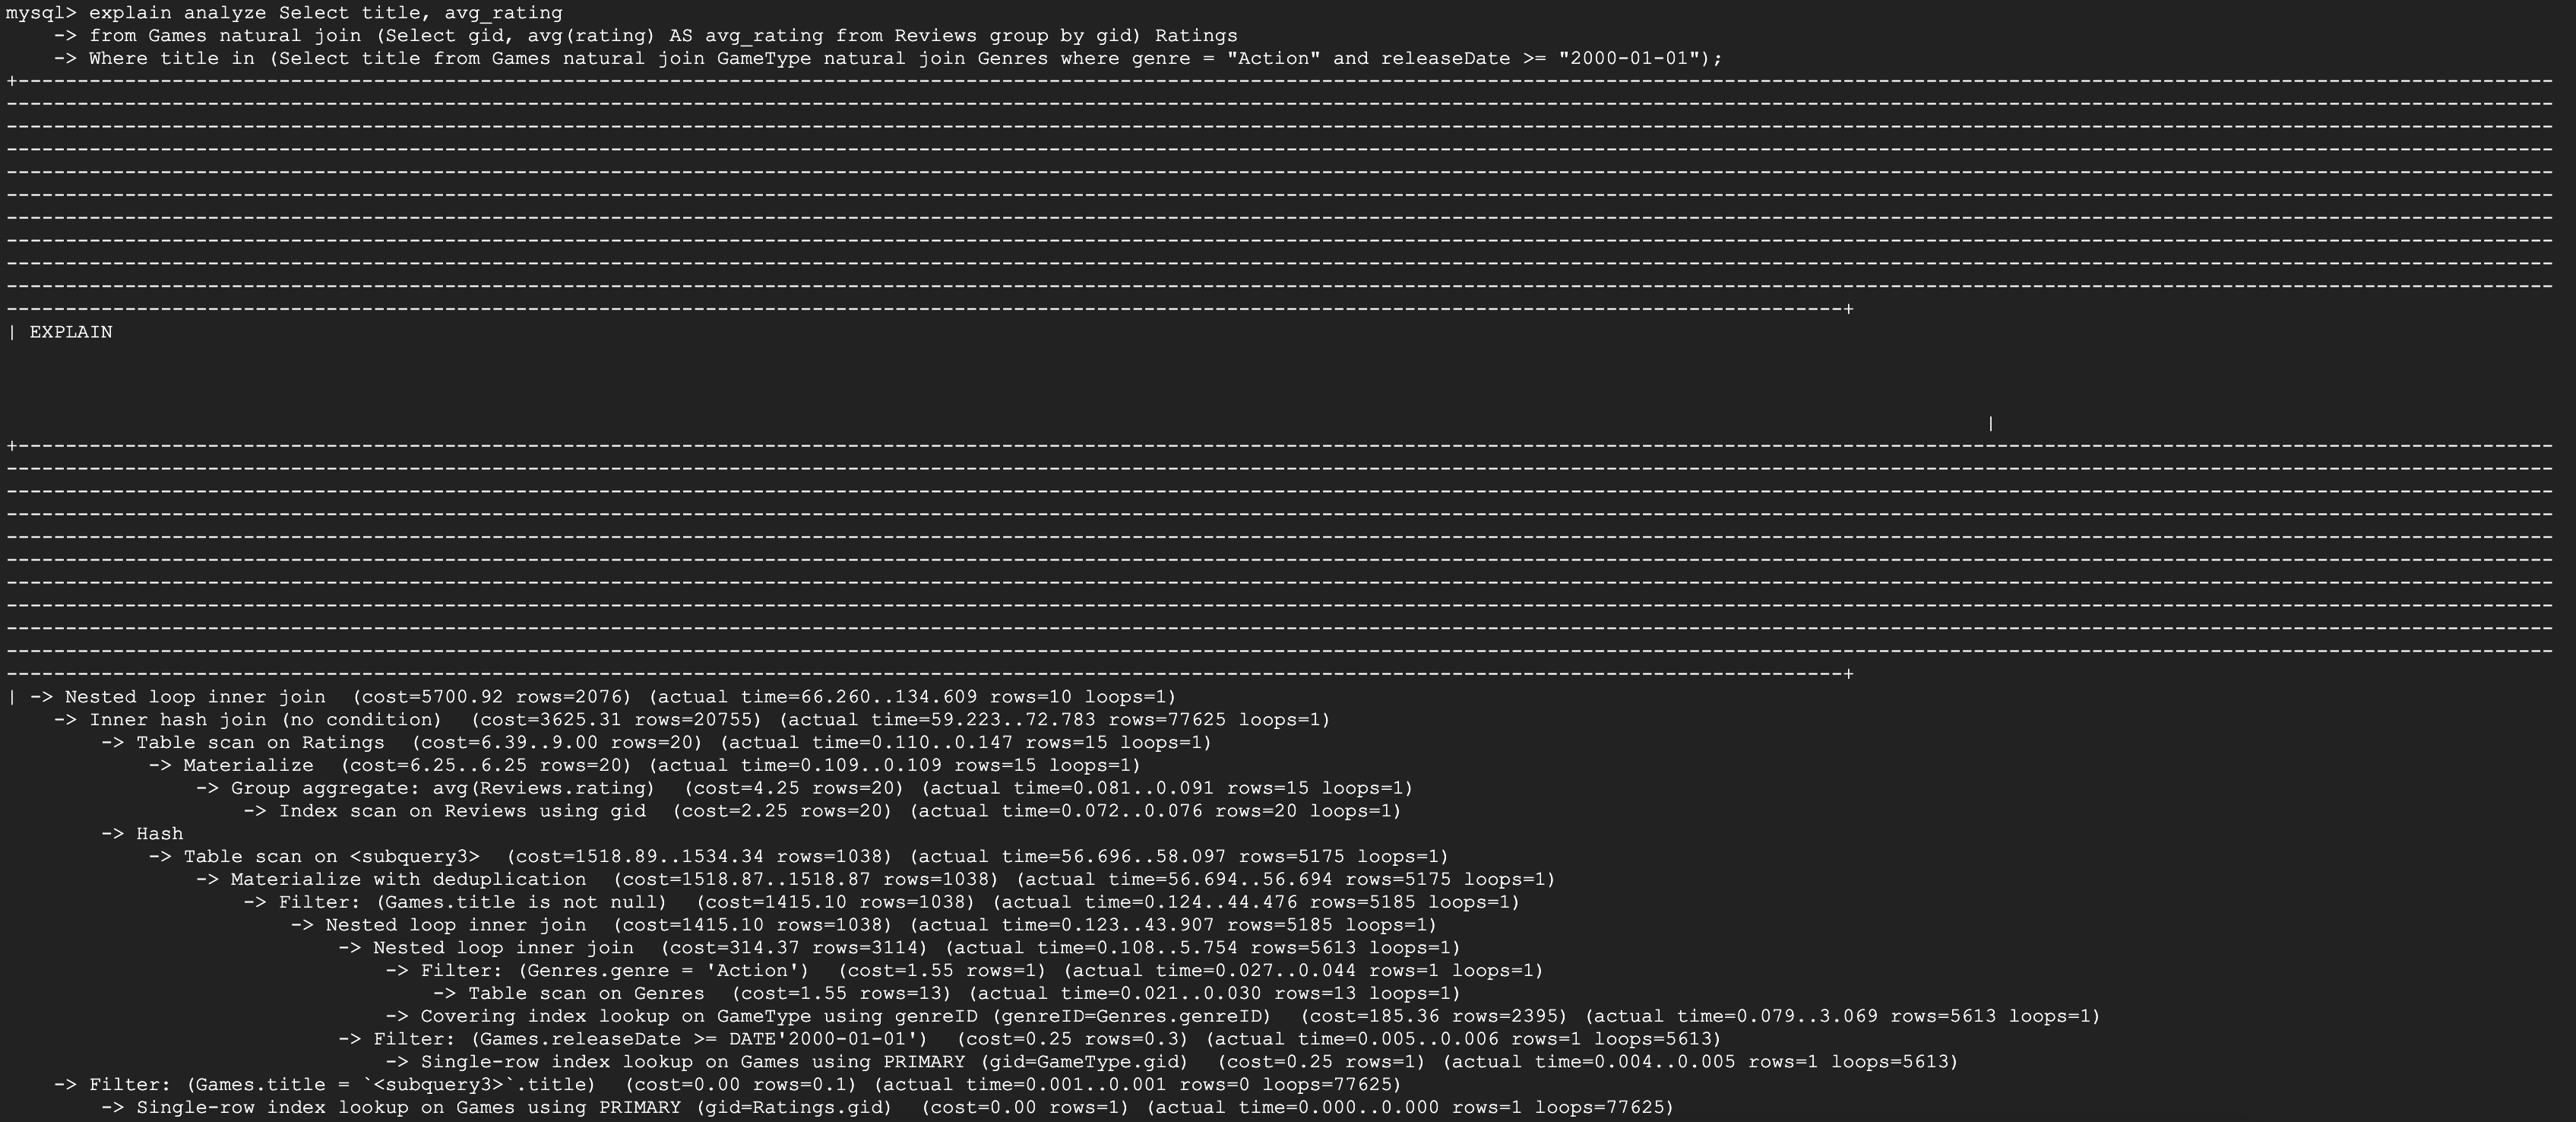 mysql> explain analyze Select title, avg_rating
    -> from Games natural join (Select gid, avg(rating) AS avg_rating from Reviews group by gid) Ratings
    -> Where title in (Select title from Games natural join GameType natural join Genres where genre = "Action" and releaseDate >= "2000-01-01");
| EXPLAIN
|
| -> Nested loop inner join  (cost=5700.92 rows=2076) (actual time=66.260..134.609 rows=10 loops=1)
    -> Inner hash join (no condition)  (cost=3625.31 rows=20755) (actual time=59.223..72.783 rows=77625 loops=1)
        -> Table scan on Ratings  (cost=6.39..9.00 rows=20) (actual time=0.110..0.147 rows=15 loops=1)
            -> Materialize  (cost=6.25..6.25 rows=20) (actual time=0.109..0.109 rows=15 loops=1)
                -> Group aggregate: avg(Reviews.rating)  (cost=4.25 rows=20) (actual time=0.081..0.091 rows=15 loops=1)
                    -> Index scan on Reviews using gid  (cost=2.25 rows=20) (actual time=0.072..0.076 rows=20 loops=1)
        -> Hash
            -> Table scan on <subquery3>  (cost=1518.89..1534.34 rows=1038) (actual time=56.696..58.097 rows=5175 loops=1)
                -> Materialize with deduplication  (cost=1518.87..1518.87 rows=1038) (actual time=56.694..56.694 rows=5175 loops=1)
                    -> Filter: (Games.title is not null)  (cost=1415.10 rows=1038) (actual time=0.124..44.476 rows=5185 loops=1)
                        -> Nested loop inner join  (cost=1415.10 rows=1038) (actual time=0.123..43.907 rows=5185 loops=1)
                            -> Nested loop inner join  (cost=314.37 rows=3114) (actual time=0.108..5.754 rows=5613 loops=1)
                                -> Filter: (Genres.genre = 'Action')  (cost=1.55 rows=1) (actual time=0.027..0.044 rows=1 loops=1)
                                    -> Table scan on Genres  (cost=1.55 rows=13) (actual time=0.021..0.030 rows=13 loops=1)
                                -> Covering index lookup on GameType using genreID (genreID=Genres.genreID)  (cost=185.36 rows=2395) (actual time=0.079..3.069 rows=5613 loops=1)
                            -> Filter: (Games.releaseDate >= DATE'2000-01-01')  (cost=0.25 rows=0.3) (actual time=0.005..0.006 rows=1 loops=5613)
                                -> Single-row index lookup on Games using PRIMARY (gid=GameType.gid)  (cost=0.25 rows=1) (actual time=0.004..0.005 rows=1 loops=5613)
    -> Filter: (Games.title = `<subquery3>`.title)  (cost=0.00 rows=0.1) (actual time=0.001..0.001 rows=0 loops=77625)
        -> Single-row index lookup on Games using PRIMARY (gid=Ratings.gid)  (cost=0.00 rows=1) (actual time=0.000..0.000 rows=1 loops=77625)